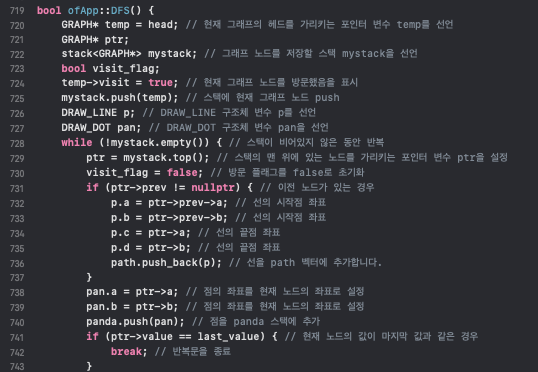 719 bool ofApp::DFS() {
720     GRAPH* temp = head; // 현재 그래프의 헤드를 가리키는 포인터 변수 temp를 선언
721     GRAPH* ptr;
722     stack<GRAPH*> mystack; // 그래프 노드를 저장할 스택 mystack을 선언
723     bool visit_flag;
724     temp->visit = true; // 현재 그래프 노드를 방문했음을 표시
725     mystack.push(temp); // 스택에 현재 그래프 노드 push
726     DRAW_LINE p; // DRAW_LINE 구조체 변수 p를 선언
727     DRAW_DOT pan; // DRAW_DOT 구조체 변수 pan을 선언
728     while (!mystack.empty()) { // 스택이 비어있지 않은 동안 반복
729         ptr = mystack.top(); // 스택의 맨 위에 있는 노드를 가리키는 포인터 변수 ptr을 설정
730         visit_flag = false; // 방문 플래그를 false로 초기화
731         if (ptr->prev != nullptr) { // 이전 노드가 있는 경우
732             p.a = ptr->prev->a; // 선의 시작점 좌표
733             p.b = ptr->prev->b; // 선의 시작점 좌표
734             p.c = ptr->a; // 선의 끝점 좌표
735             p.d = ptr->b; // 선의 끝점 좌표
736             path.push_back(p); // 선을 path 벡터에 추가합니다.
737         }
738         pan.a = ptr->a; // 점의 좌표를 현재 노드의 좌표로 설정
739         pan.b = ptr->b; // 점의 좌표를 현재 노드의 좌표로 설정
740         panda.push(pan); // 점을 panda 스택에 추가
741         if (ptr->value == last_value) { // 현재 노드의 값이 마지막 값과 같은 경우
742             break; // 반복문을 종료
743         }